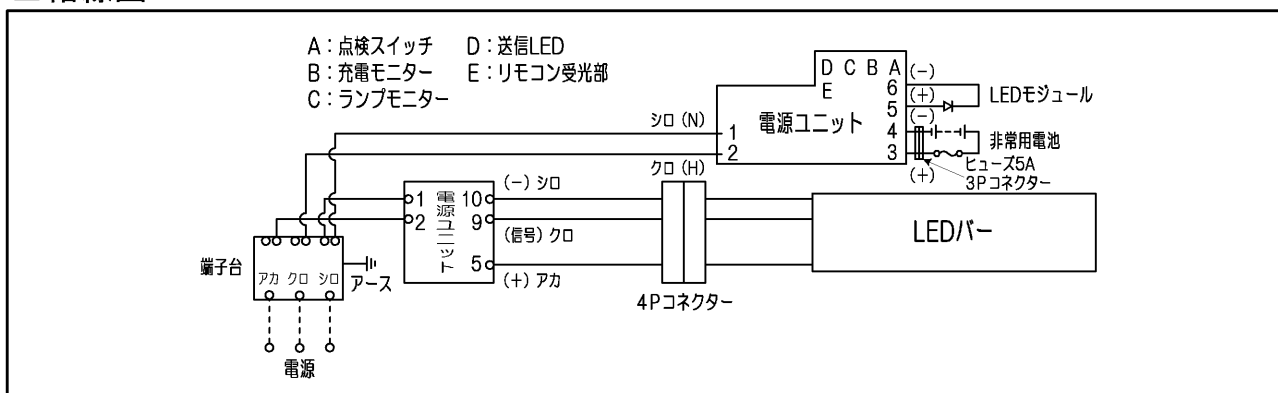 A：点検スイッチ　D：送信LED
B：充電モニター　E：リモコン受光部
C：ランプモニター
D C B A (-)
E 6 (+) LEDモジュール
5 (-)
シロ (N) 1 電源ユニット 4 非常用電池
2 3 ヒューズ5A
クロ (H) (+) 3Pコネクター
1 電源ユニット 10 (-) シロ
2 9 (信号) クロ LEDバー
5 (+) アカ
4Pコネクター
端子台 アカ クロ シロ アース
電源